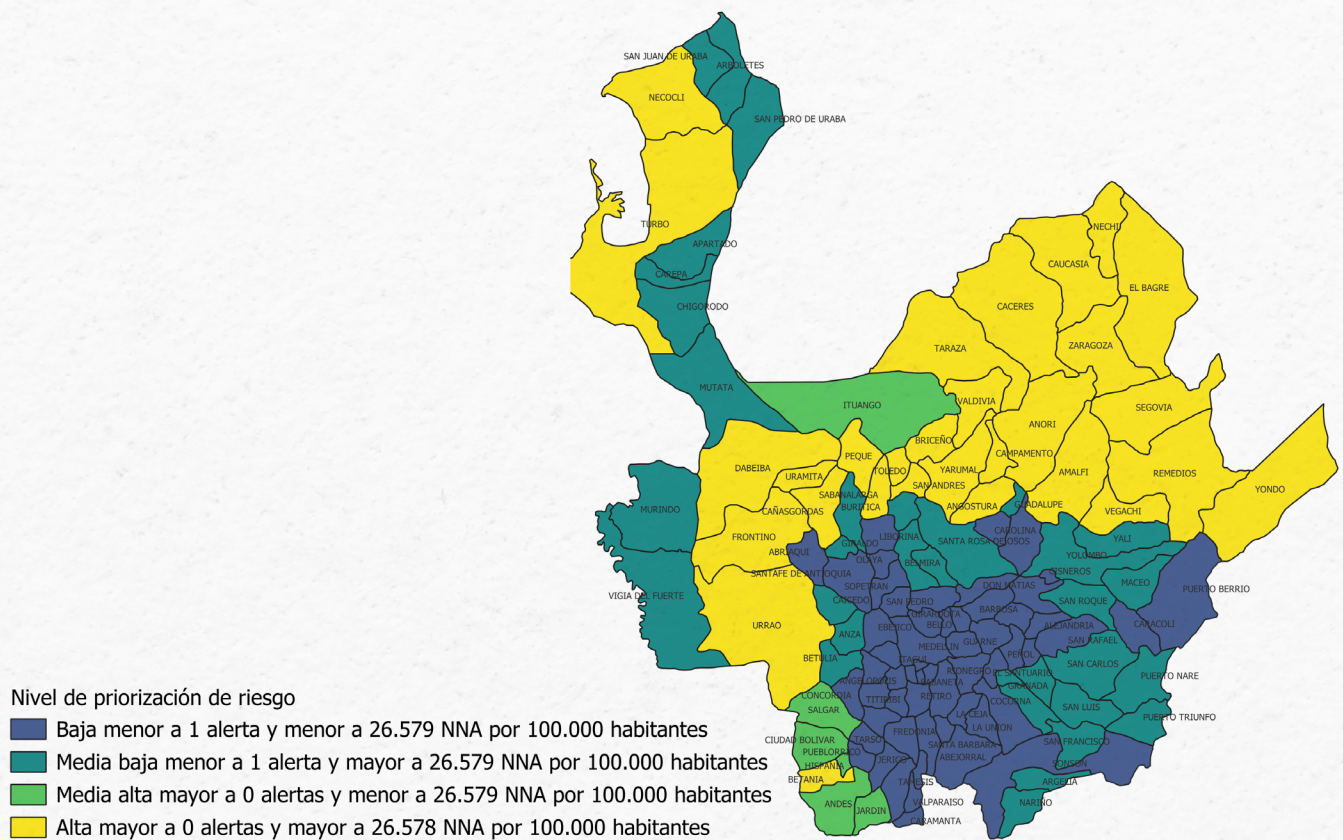 SAN JUAN DE URABA
ARBOLETES
NECOCLI
SAN PEDRO DE URABA
TURBO
APARTADO
CAREPA
CHIGORODO
MUTATA
NECHI
CAUCASIA
EL BAGRE
CACERES
ZARAGOZA
TARAZA
ITUANGO
VALDIVIA
SEGOVIA
ANORI
BRICEÑO
CAMPAMENTO
DABEIBA
PEQUE
TOLEDO
YARUMAL
AMALFI
REMEDIOS
YONDO
URAMITA
SAN ANDRES
SABANALARGA
BURITICA
ANGOSTURA
GUADALUPE
VEGACHI
MURINDO
CAÑASGORDAS
FRONTINO
GIRALDO
LIBORINA
SANTA ROSA DE OSOS
CAROLINA
YALI
ABRIAQUI
OLAYA
BELMIRA
YOLOMBO
CISNEROS
SANTAFE DE ANTIOQUIA
SOPETRAN
DON MATIAS
MACEO
PUERTO BERRIO
VIGIA DEL FUERTE
CAICEDO
SAN PEDRO
SAN ROQUE
URRAO
GIRARDOTA
BARBOSA
EBEJICO
BELLO
ALEJANDRIA
CARACOLI
ANZA
GUARNE
SAN RAFAEL
MEDELLIN
PEÑOL
BETULIA
ITAGUI
SAN CARLOS
RIONEGRO
EL SANTUARIO
PUERTO NARE
ANGELOPOLIS
SABANETA
GRANADA
CONCORDIA
TITIRIBI
RETIRO
COCORNA
SALGAR
SAN LUIS
LA CEJA
PUERTO TRIUNFO
FREDONIA
LA UNION
CIUDAD BOLIVAR
TARSO
SANTA BARBARA
SAN FRANCISCO
PUEBLORRICO
JERICO
ABEJORRAL
SONSON
HISPANIA
BETANIA
TAMESIS
ARGELIA
ANDES
JARDIN
VALPARAISO
NARIÑO
CARAMANTA
Nivel de priorización de riesgo
Baja menor a 1 alerta y menor a 26.579 NNA por 100.000 habitantes
Media baja menor a 1 alerta y mayor a 26.579 NNA por 100.000 habitantes
Media alta mayor a 0 alertas y menor a 26.579 NNA por 100.000 habitantes
Alta mayor a 0 alertas y mayor a 26.578 NNA por 100.000 habitantes